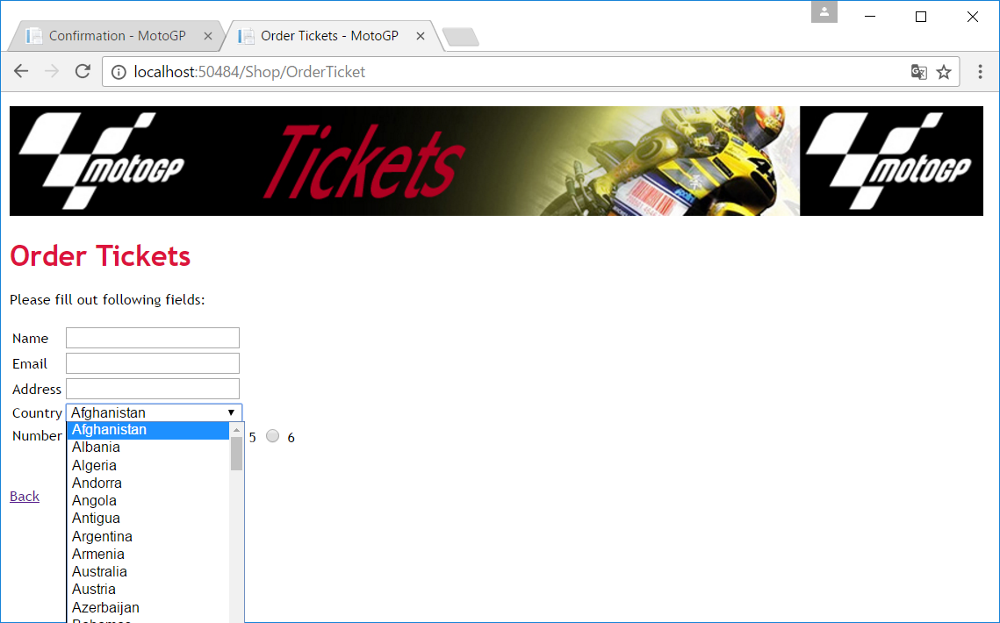 Confirmation - MotoGP Order Tickets - MotoGP
localhost:50484/Shop/OrderTicket
motoGP Tickets 4 motoGP
Order Tickets
Please fill out following fields:
Name
Email
Address
Country Afghanistan
Number Afghanistan 5 6
Albania
Algeria
Andorra
Back Angola
Antigua
Argentina
Armenia
Australia
Austria
Azerbaijan